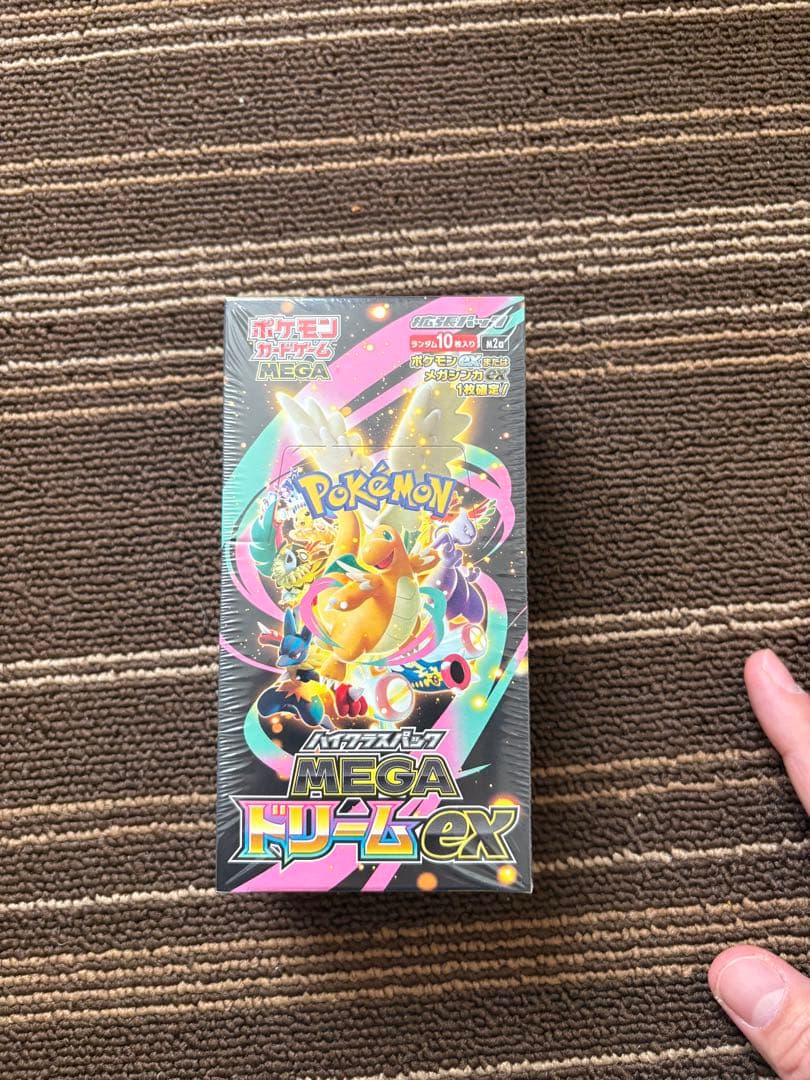 ポケモン
カードゲーム
MEGA
拡張パック
ランダム10枚入り M2a
ポケモンexまたは
メガシンカex
1枚確定!
POKéMON
ハイクラスパック
MEGA
ドリームex